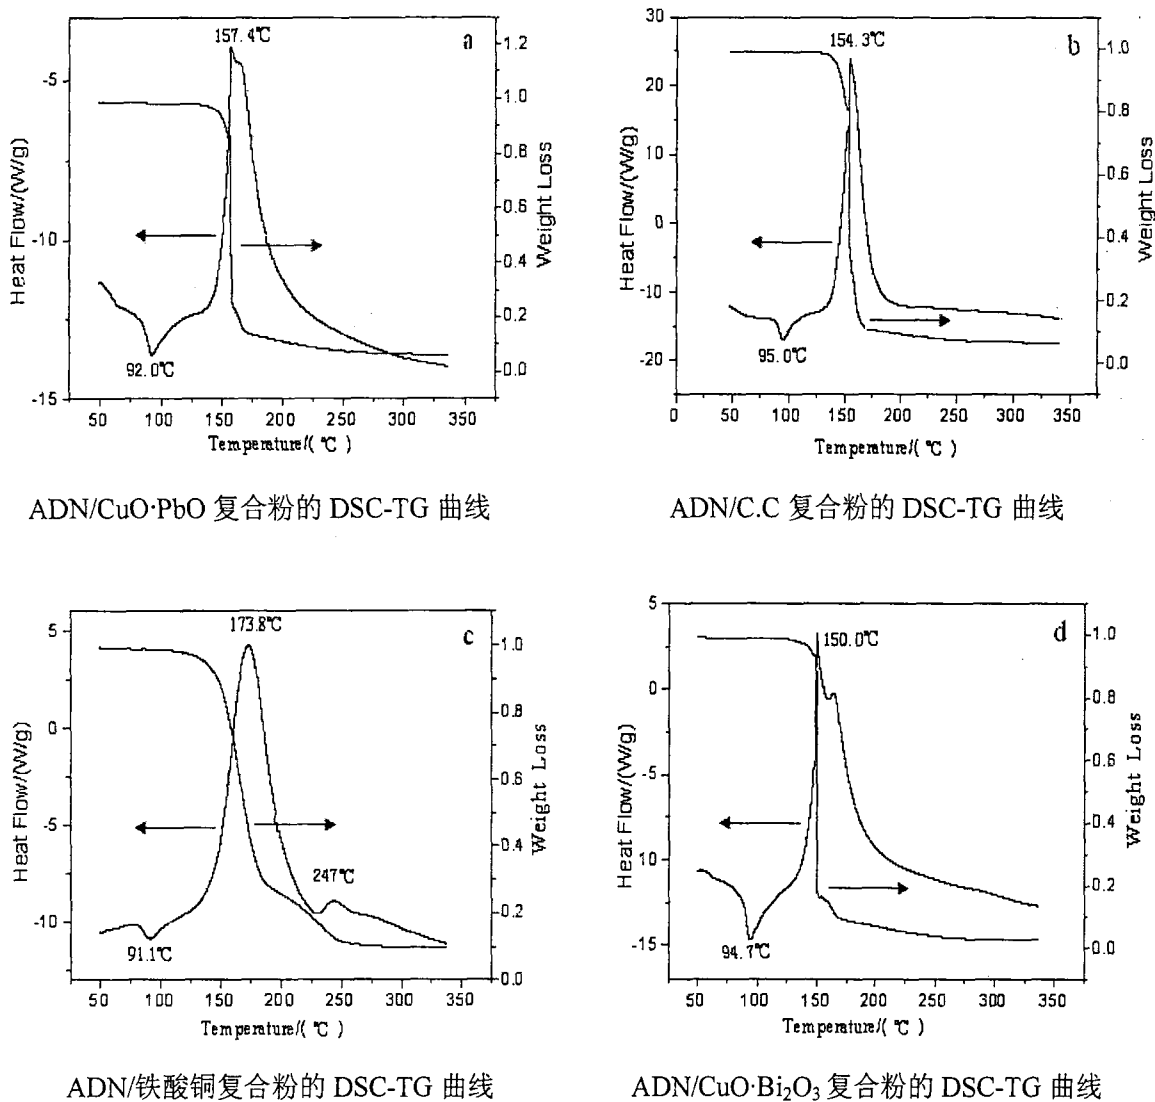 157.4℃
a
-5
-10
-15
Heat Flow/(W/g)
1.2
1.0
0.8
0.6
0.4
0.2
0.0
Weight Loss
92.0℃
50 100 150 200 250 300 350
Temperature/( ℃ )
ADN/CuO·PbO 复合粉的 DSC-TG 曲线
154.3℃
b
30
25
20
15
10
5
0
-5
-10
-15
-20
Heat Flow/(W/g)
1.0
0.8
0.6
0.4
0.2
0.0
Weight Loss
95.0℃
0 50 100 150 200 250 300 350
Temperature/( ℃ )
ADN/C.C 复合粉的 DSC-TG 曲线
173.8℃
c
5
0
-5
-10
Heat Flow/(W/g)
1.0
0.8
0.6
0.4
0.2
0.0
Weight Loss
247℃
91.1℃
50 100 150 200 250 300 350
Temperature/( ℃ )
ADN/铁酸铜复合粉的 DSC-TG 曲线
150.0℃
d
5
0
-5
-10
-15
Heat Flow/(W/g)
1.0
0.8
0.6
0.4
0.2
0.0
Weight Loss
94.7℃
50 100 150 200 250 300 350
Temperature/( ℃ )
ADN/CuO·Bi₂O₃ 复合粉的 DSC-TG 曲线